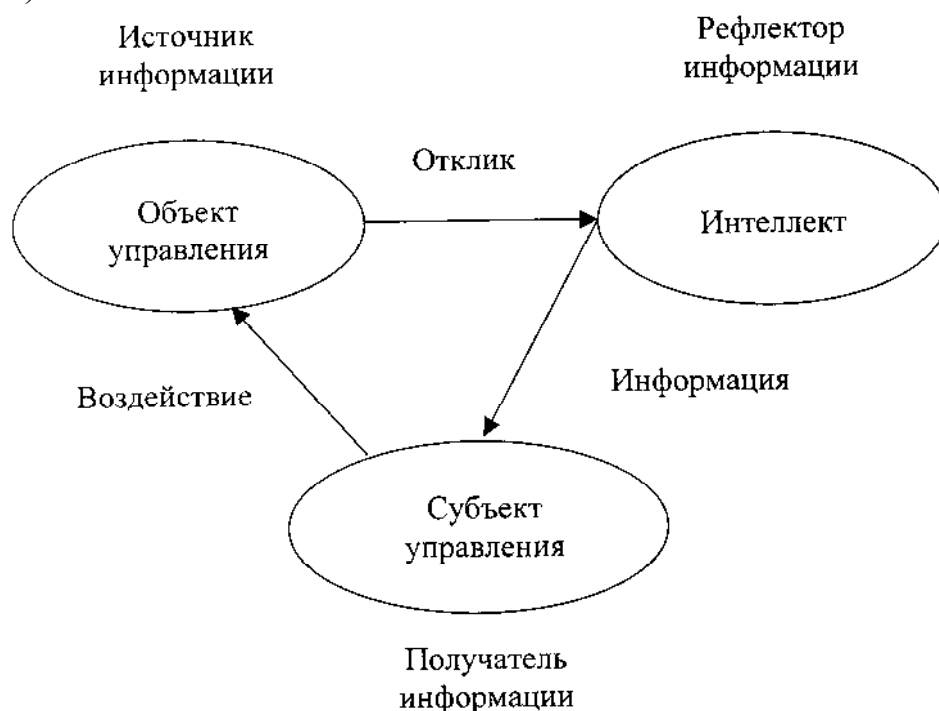 )
Источник
информации
Рефлектор
информации
Отклик
Объект
управления
Интеллект
Воздействие
Информация
Субъект
управления
Получатель
информации